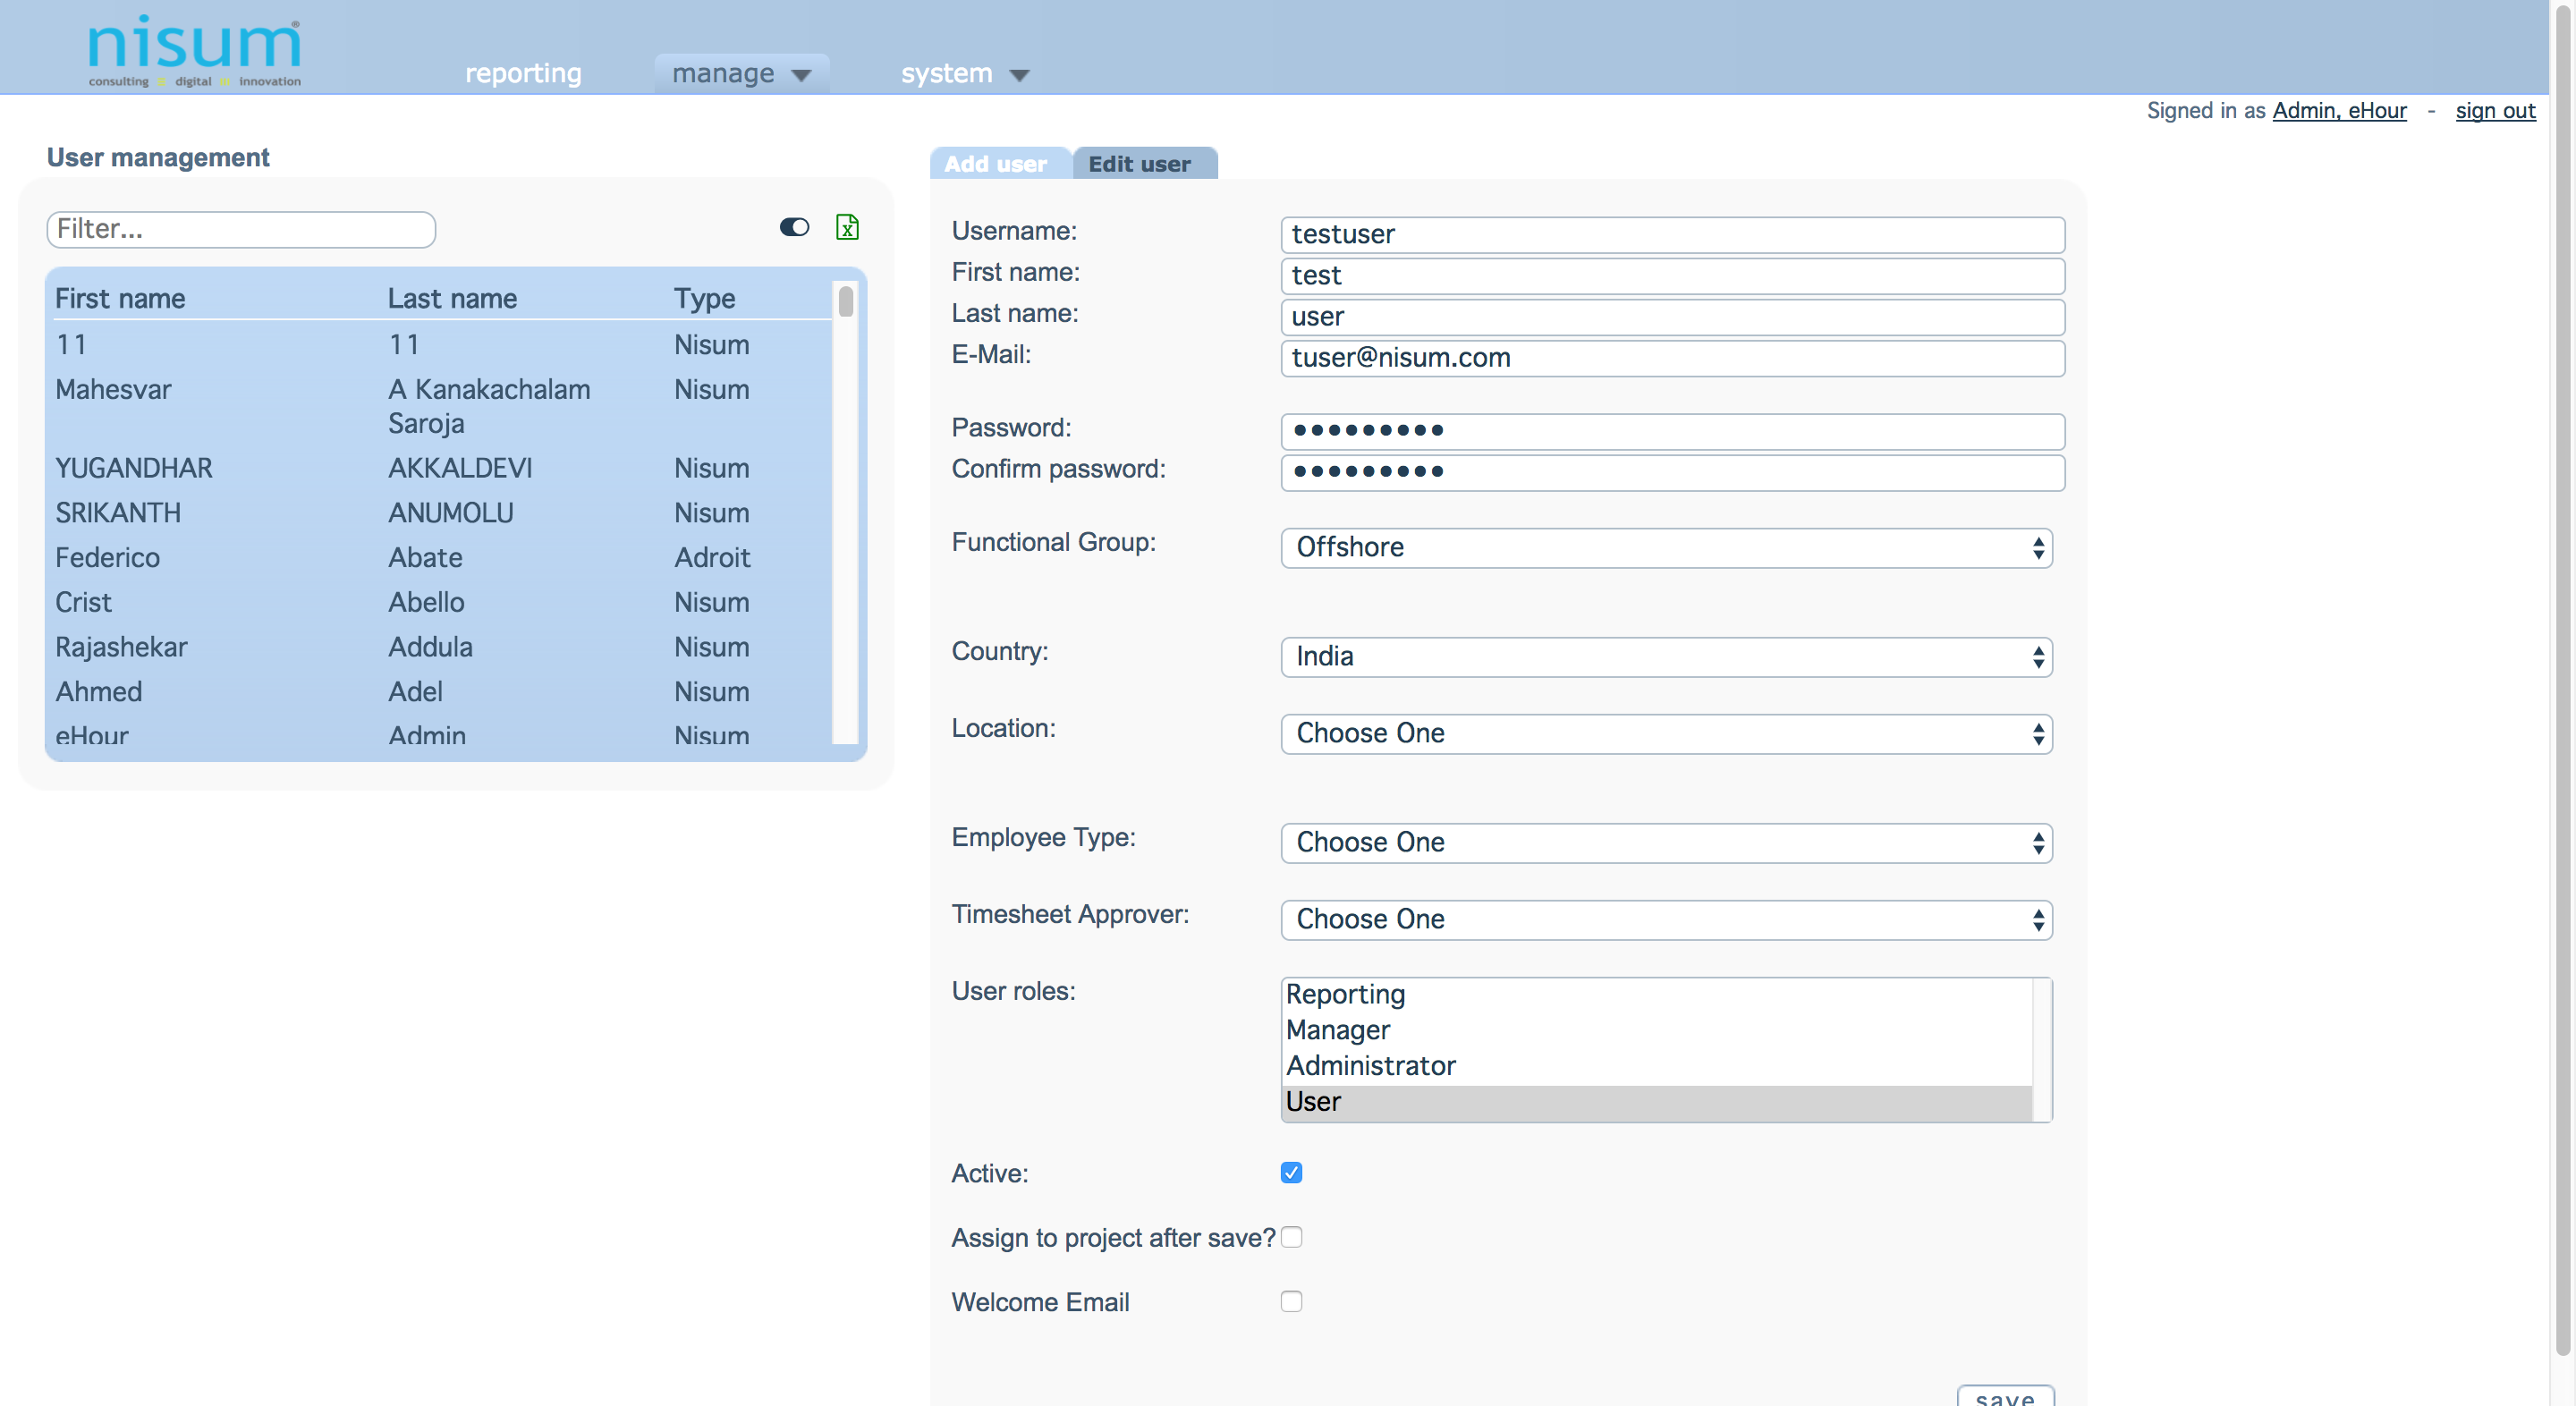 nisum®
consulting digital innovation
reporting
manage
system
Signed in as Admin, eHour - sign out
User management
Filter...
First name Last name Type
11 11 Nisum
Mahesvar A Kanakachalam Saroja Nisum
YUGANDHAR AKKALDEVI Nisum
SRIKANTH ANUMOLU Nisum
Federico Abate Adroit
Crist Abello Nisum
Rajashekar Addula Nisum
Ahmed Adel Nisum
eHour Admin Nisum
Add user
Edit user
Username: testuser
First name: test
Last name: user
E-Mail: tuser@nisum.com
Password: •••••••••
Confirm password: •••••••••
Functional Group: Offshore
Country: India
Location: Choose One
Employee Type: Choose One
Timesheet Approver: Choose One
User roles:
Reporting
Manager
Administrator
User
Active:
Assign to project after save?
Welcome Email
save